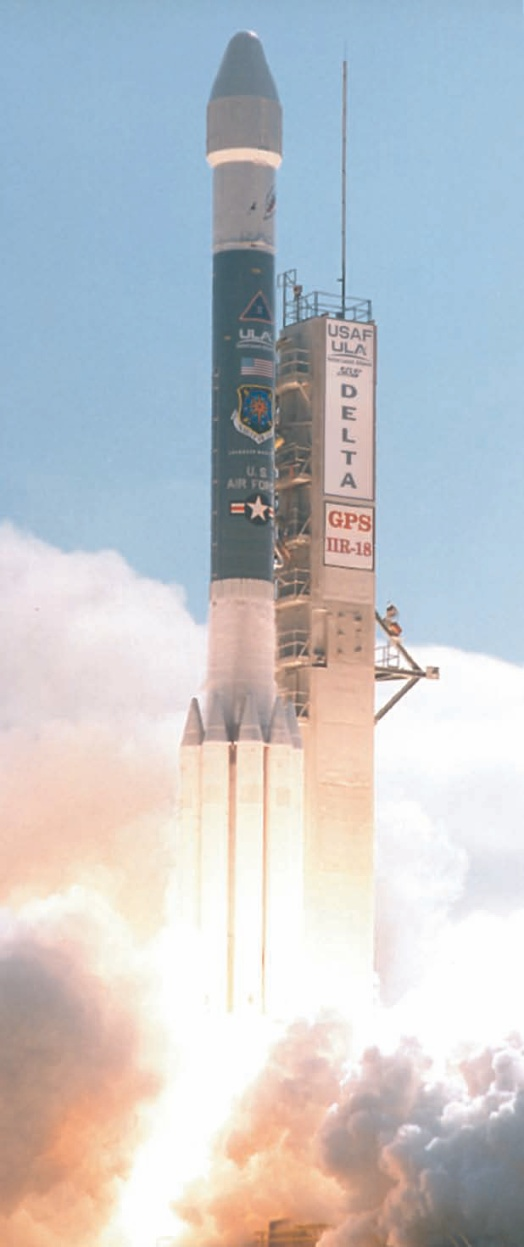 ULA
U.S.
AIR FOR
USAF
ULA
DELTA
GPS
IIR-18